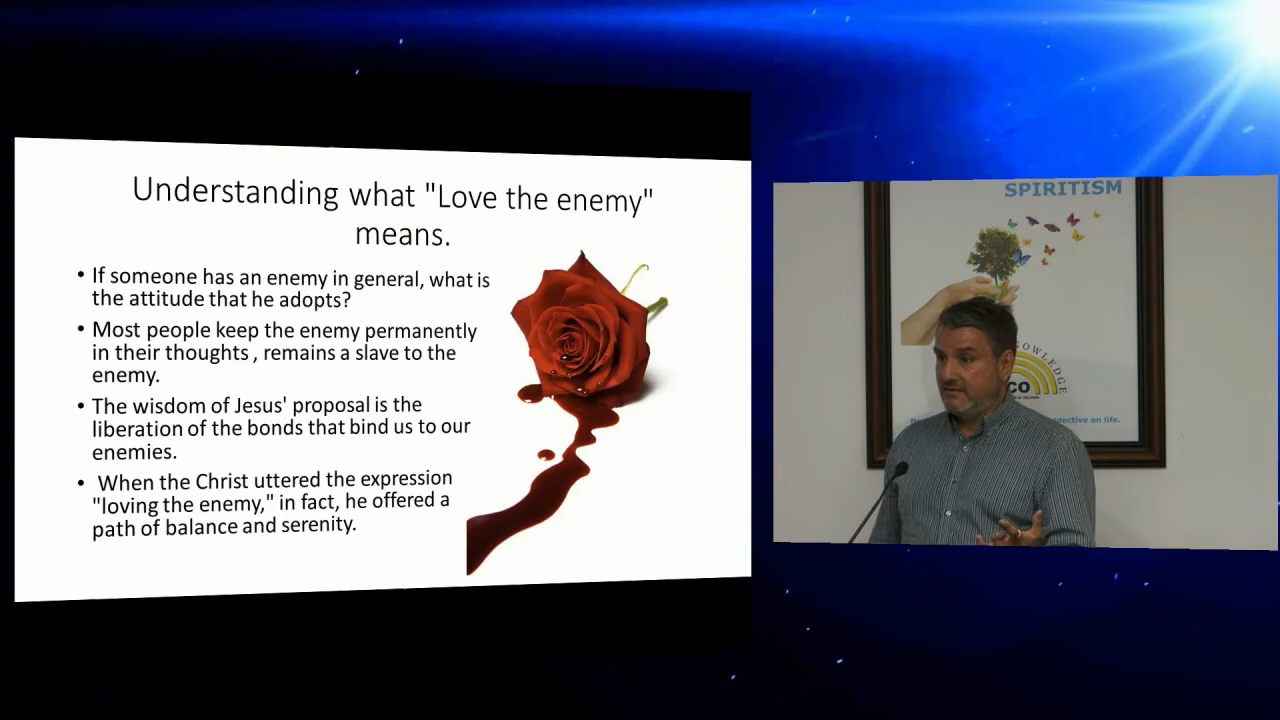 Understanding what "Love the enemy"
means.
• If someone has an enemy in general, what is
the attitude that he adopts?
• Most people keep the enemy permanently
in their thoughts , remains a slave to the
enemy.
• The wisdom of Jesus' proposal is the
liberation of the bonds that bind us to our
enemies.
• When the Christ uttered the expression
"loving the enemy," in fact, he offered a
path of balance and serenity.
SPIRITISM
on life.